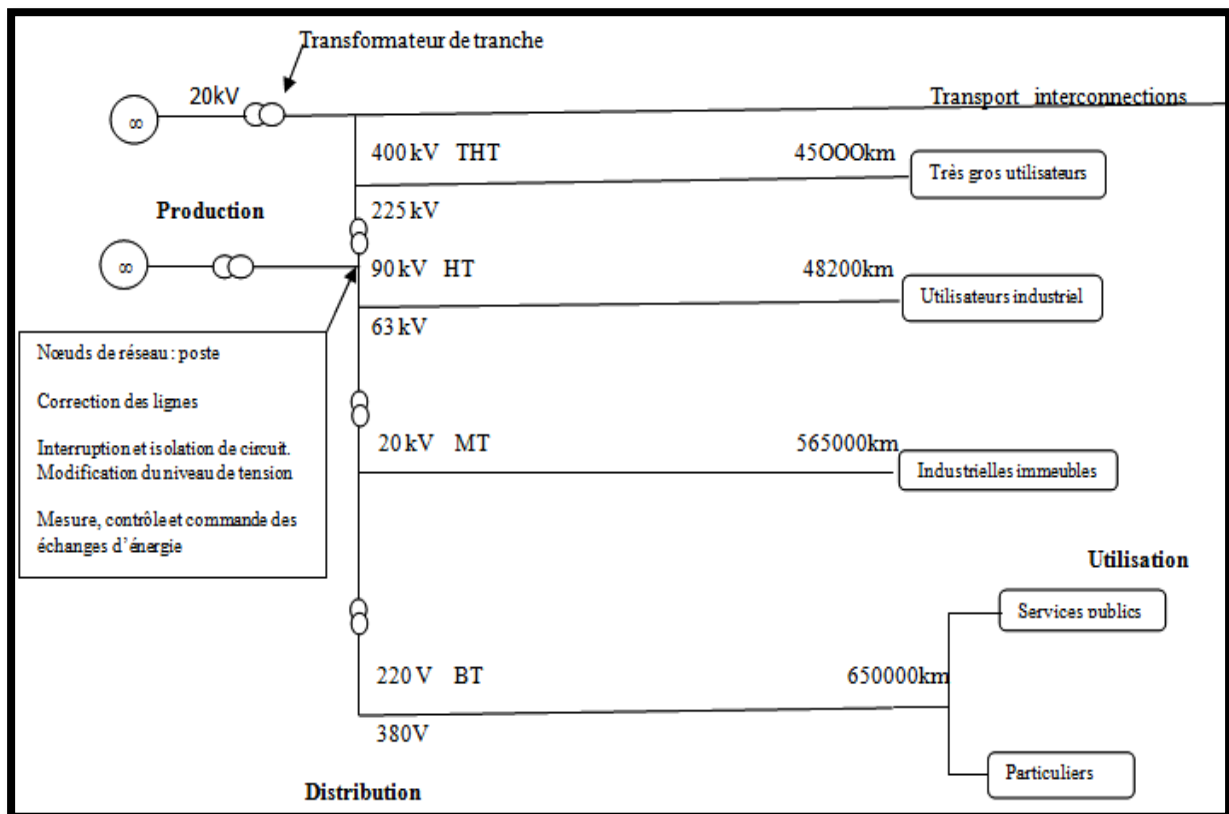 Transformateur de tranche
20kV
∞
Transport interconnections
400 kV THT
45OOOkm
Très gros utilisateurs
225 kV
Production
∞
90 kV HT
48200km
Utilisateurs industriel
63 kV
Nœuds de réseau : poste
Correction des lignes
Interruption et isolation de circuit.
Modification du niveau de tension
Mesure, contrôle et commande des
échanges d’énergie
20 kV MT
565000km
Industrielles immeubles
Utilisation
Services publics
220 V BT
650000km
380V
Particuliers
Distribution